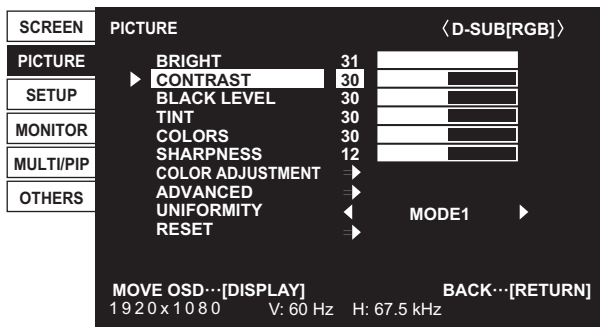 SCREEN
PICTURE
SETUP
MONITOR
MULTI/PIP
OTHERS
PICTURE 〈D-SUB[RGB]〉
BRIGHT 31
CONTRAST 30
BLACK LEVEL 30
TINT 30
COLORS 30
SHARPNESS 12
COLOR ADJUSTMENT
ADVANCED
UNIFORMITY MODE1
RESET
MOVE OSD···[DISPLAY] BACK···[RETURN]
1920x1080 V: 60 Hz H: 67.5 kHz